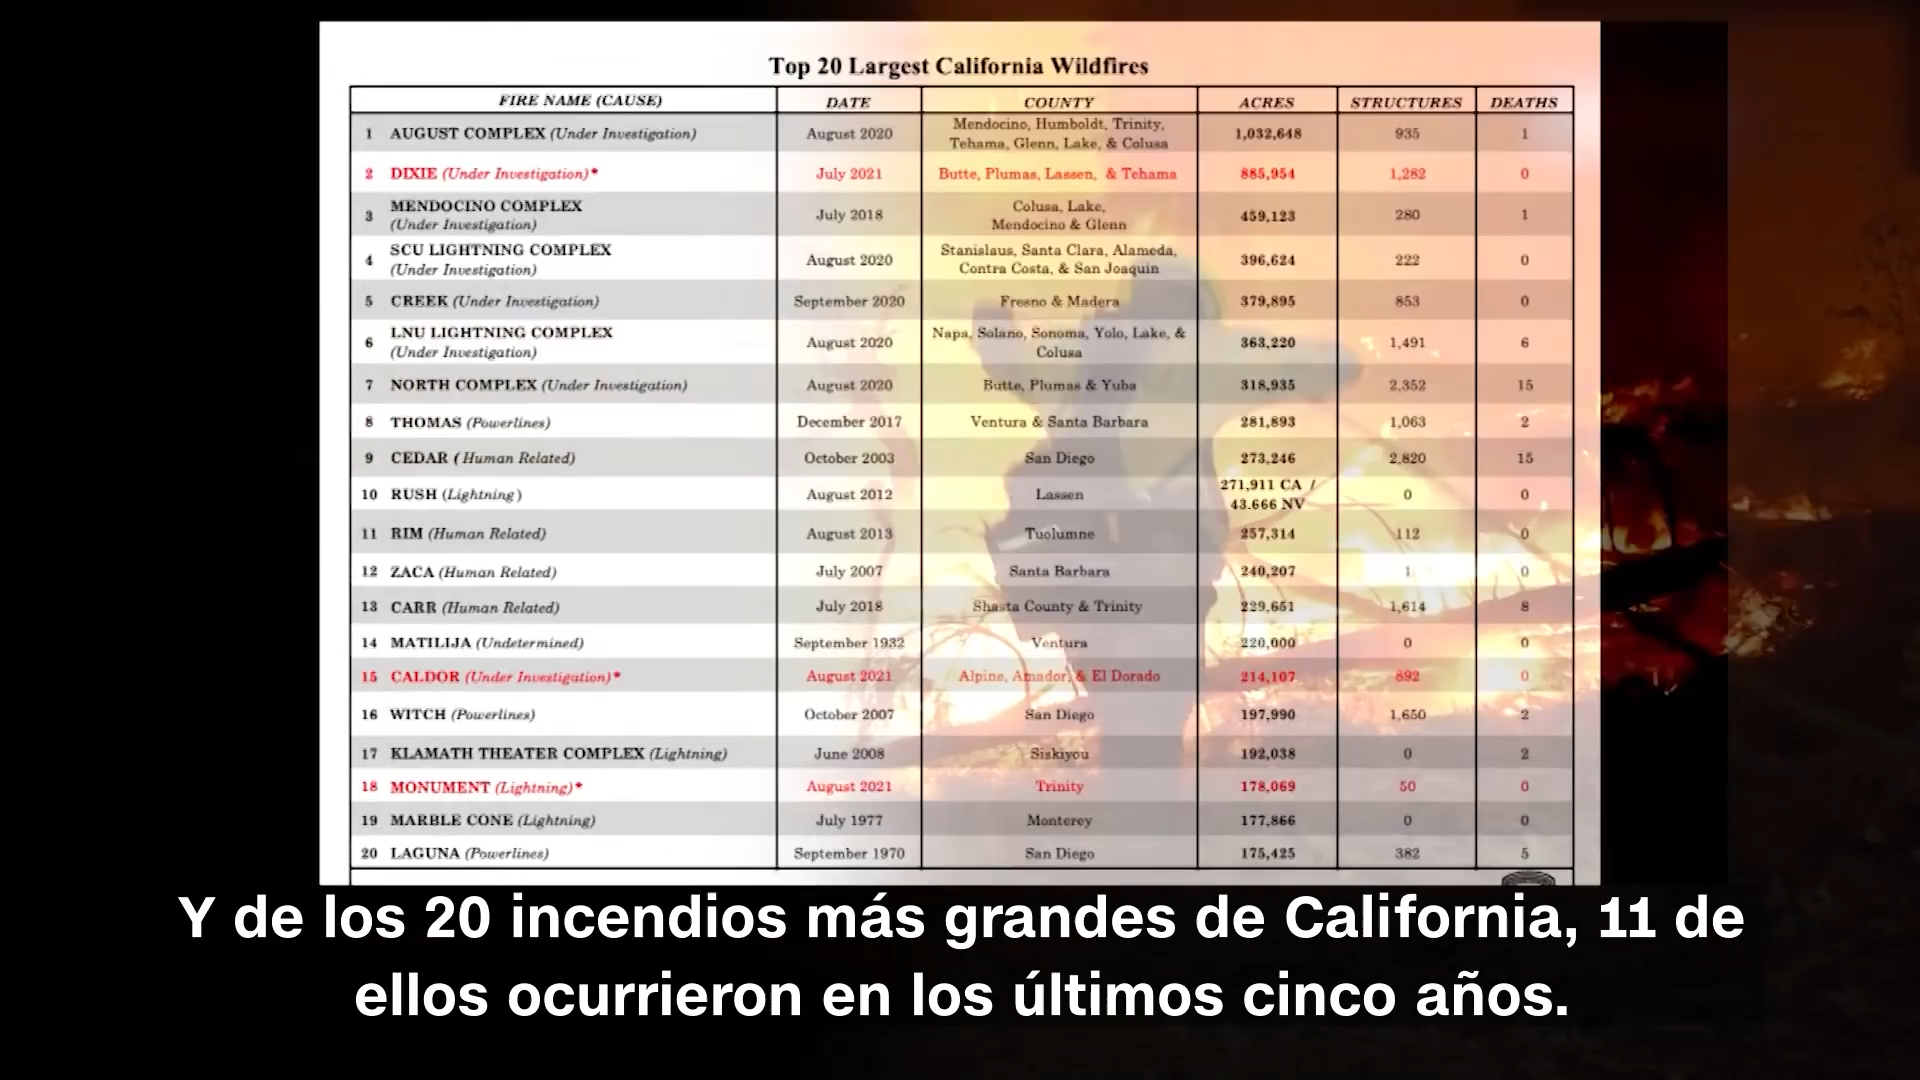 Top 20 Largest California Wildfires
FIRE NAME (CAUSE) DATE COUNTY ACRES STRUCTURES DEATHS
1 AUGUST COMPLEX (Under Investigation) August 2020 Mendocino, Humboldt, Trinity, Tehama, Glenn, Lake, & Colusa 1,032,648 935 1
2 DIXIE (Under Investigation)* July 2021 Butte, Plumas, Lassen, & Tehama 885,954 1,282 0
3 MENDOCINO COMPLEX (Under Investigation) July 2018 Colusa, Lake, Mendocino & Glenn 459,123 280 1
4 SCU LIGHTNING COMPLEX (Under Investigation) August 2020 Stanislaus, Santa Clara, Alameda, Contra Costa, & San Joaquin 396,624 222 0
5 CREEK (Under Investigation) September 2020 Fresno & Madera 379,895 853 0
6 LNU LIGHTNING COMPLEX (Under Investigation) August 2020 Napa, Solano, Sonoma, Yolo, Lake, & Colusa 363,220 1,491 6
7 NORTH COMPLEX (Under Investigation) August 2020 Butte, Plumas & Yuba 318,935 2,352 15
8 THOMAS (Powerlines) December 2017 Ventura & Santa Barbara 281,893 1,063 2
9 CEDAR ( Human Related) October 2003 San Diego 273,246 2,820 15
10 RUSH (Lightning ) August 2012 Lassen 271,911 CA / 43.666 NV 0 0
11 RIM (Human Related) August 2013 Tuolumne 257,314 112 0
12 ZACA (Human Related) July 2007 Santa Barbara 240,207 1 0
13 CARR (Human Related) July 2018 Shasta County & Trinity 229,651 1,614 8
14 MATILIJA (Undetermined) September 1932 Ventura 220,000 0 0
15 CALDOR (Under Investigation)* August 2021 Alpine, Amador, & El Dorado 214,107 892 0
16 WITCH (Powerlines) October 2007 San Diego 197,990 1,650 2
17 KLAMATH THEATER COMPLEX (Lightning) June 2008 Siskiyou 192,038 0 2
18 MONUMENT (Lightning)* August 2021 Trinity 178,069 50 0
19 MARBLE CONE (Lightning) July 1977 Monterey 177,866 0 0
20 LAGUNA (Powerlines) September 1970 San Diego 175,425 382 5
Y de los 20 incendios más grandes de California, 11 de
ellos ocurrieron en los últimos cinco años.